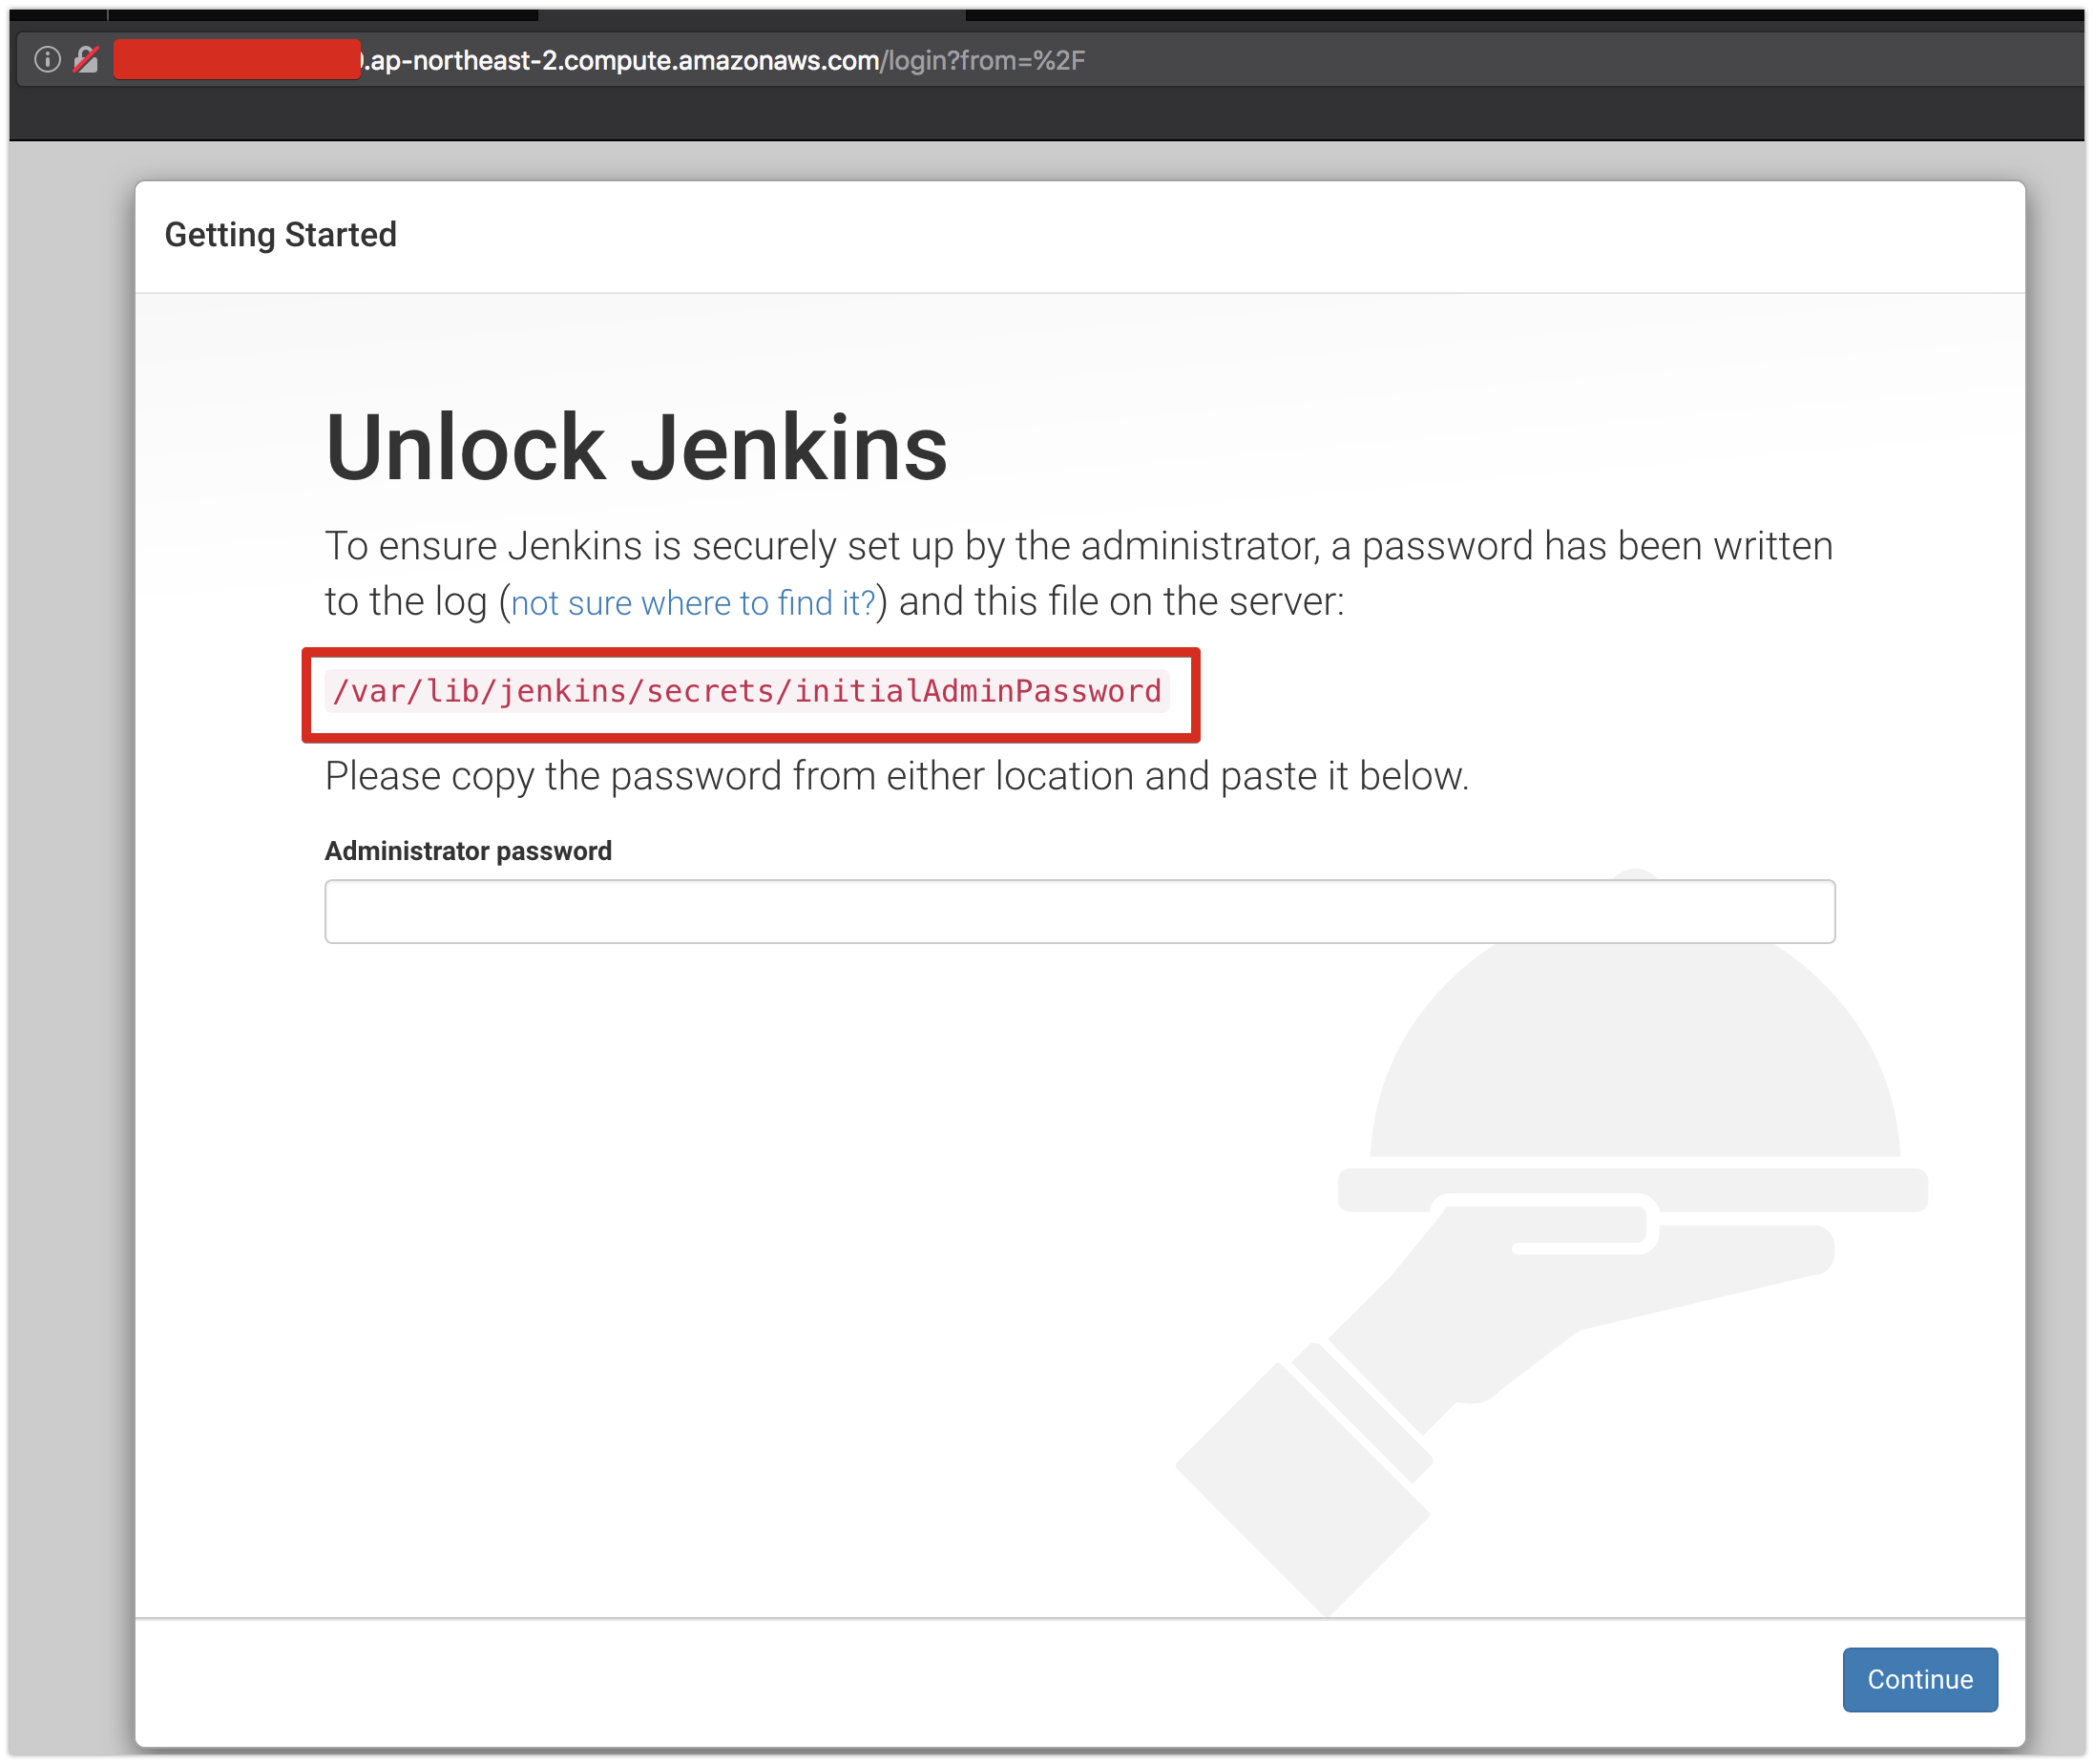 .ap-northeast-2.compute.amazonaws.com/login?from=%2F
Getting Started
Unlock Jenkins
To ensure Jenkins is securely set up by the administrator, a password has been written
to the log (not sure where to find it?) and this file on the server:
/var/lib/jenkins/secrets/initialAdminPassword
Please copy the password from either location and paste it below.
Administrator password
Continue